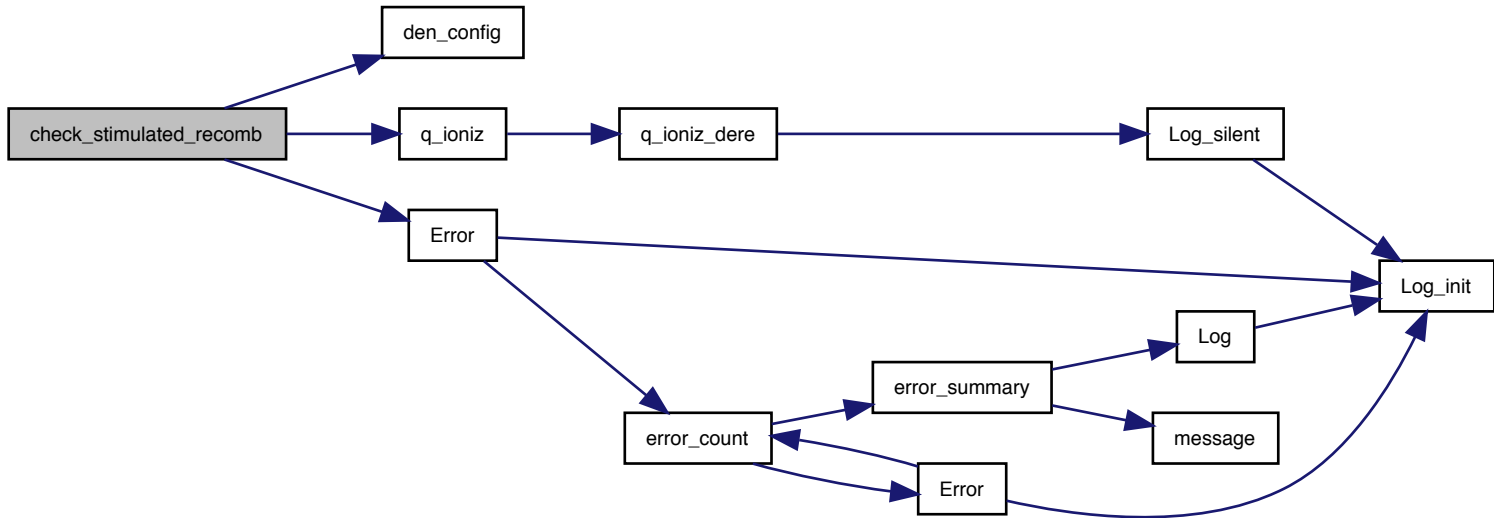 den_config
check_stimulated_recomb
q_ioniz
q_ioniz_dere
Log_silent
Error
Log_init
Log
error_summary
error_count
message
Error